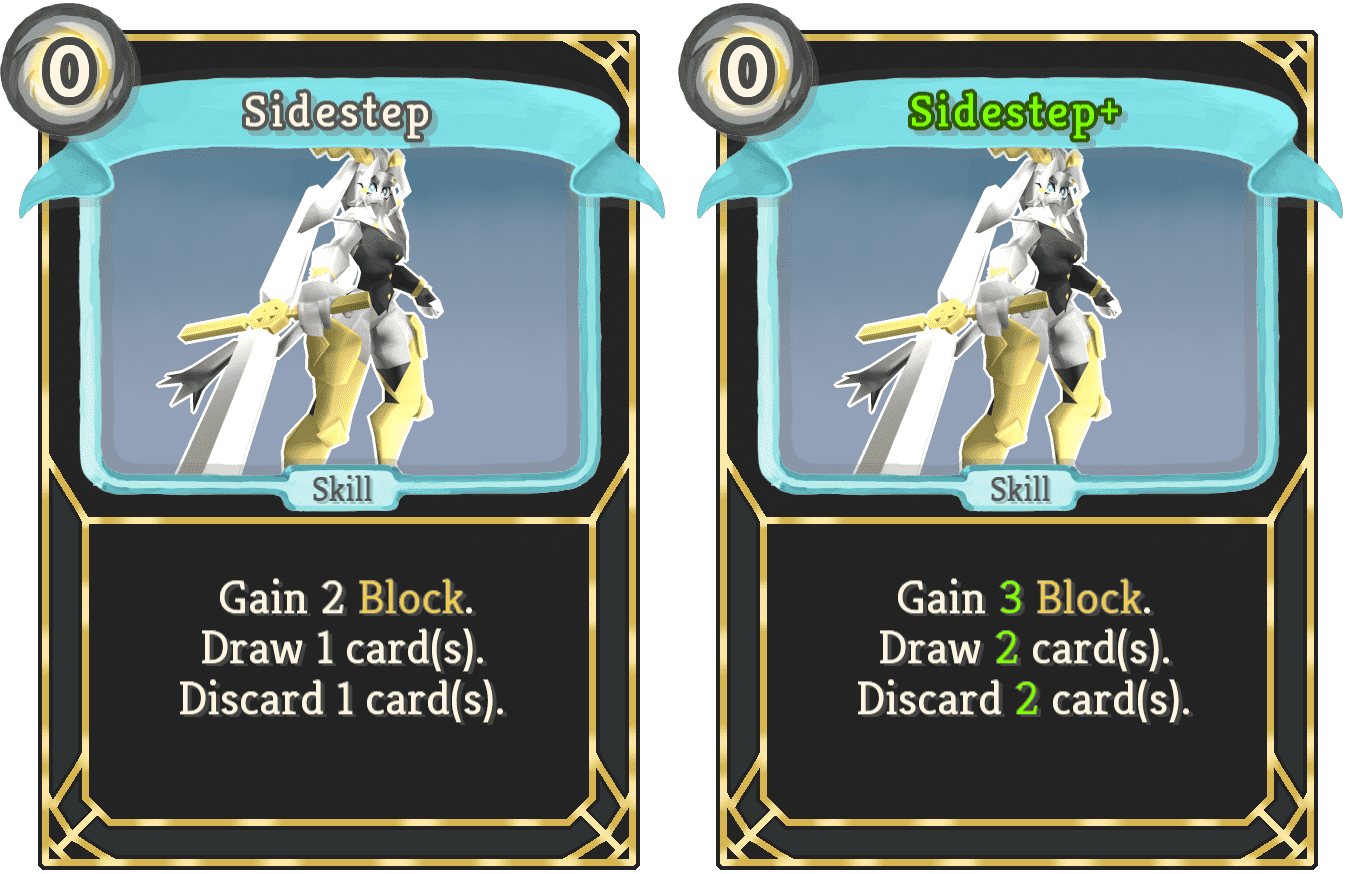 0
Sidestep
Skill
Gain 2 Block.
Draw 1 card(s).
Discard 1 card(s).
0
Sidestep+
Skill
Gain 3 Block.
Draw 2 card(s).
Discard 2 card(s).